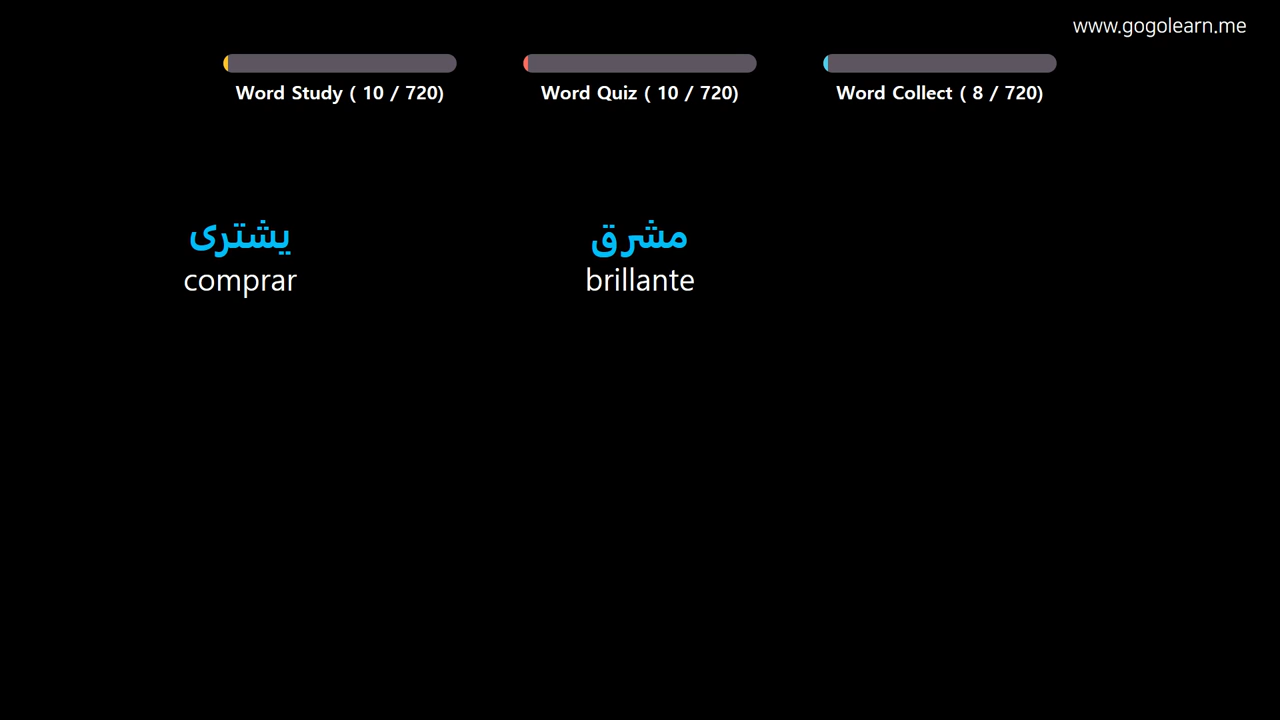 www.gogolearn.me
Word Study ( 10 / 720)
Word Quiz ( 10 / 720)
Word Collect ( 8 / 720)
يشترى
comprar
مشرق
brillante